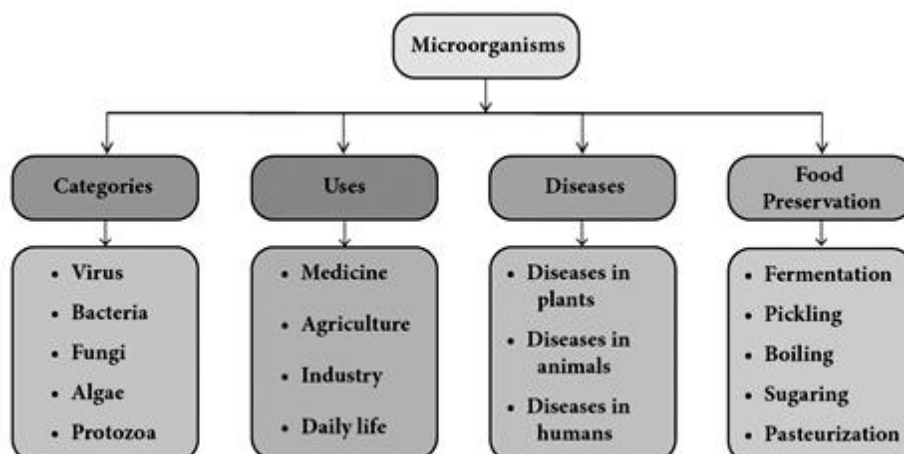 Microorganisms
Categories
Uses
Diseases
Food
Preservation
• Virus
• Bacteria
• Fungi
• Algae
• Protozoa
• Medicine
• Agriculture
• Industry
• Daily life
• Diseases in
plants
• Diseases in
animals
• Diseases in
humans
• Fermentation
• Pickling
• Boiling
• Sugaring
• Pasteurization